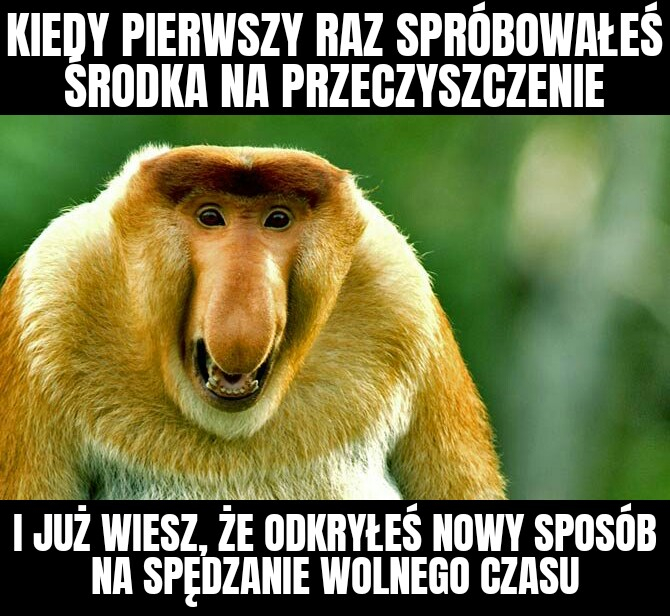 KIEDY PIERWSZY RAZ SPRÓBOWAŁEŚ
ŚRODKA NA PRZECZYSZCZENIE
I JUŻ WIESZ, ŻE ODKRYŁEŚ NOWY SPOSÓB
NA SPĘDZANIE WOLNEGO CZASU